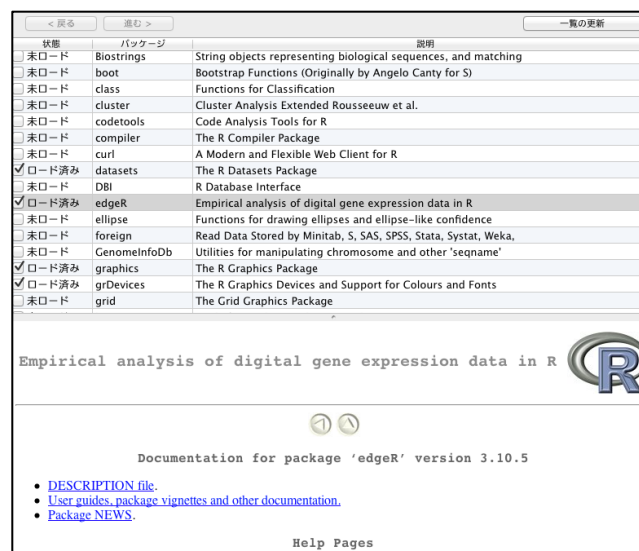 < 戻る 進む > 一覧の更新
状態 パッケージ 説明
未ロード Biostrings String objects representing biological sequences, and matching
未ロード boot Bootstrap Functions (Originally by Angelo Canty for S)
未ロード class Functions for Classification
未ロード cluster Cluster Analysis Extended Rousseeuw et al.
未ロード codetools Code Analysis Tools for R
未ロード compiler The R Compiler Package
未ロード curl A Modern and Flexible Web Client for R
ロード済み datasets The R Datasets Package
未ロード DBI R Database Interface
ロード済み edgeR Empirical analysis of digital gene expression data in R
未ロード ellipse Functions for drawing ellipses and ellipse-like confidence
未ロード foreign Read Data Stored by Minitab, S, SAS, SPSS, Stata, Systat, Weka,
未ロード GenomeInfoDb Utilities for manipulating chromosome and other 'seqname'
ロード済み graphics The R Graphics Package
ロード済み grDevices The R Graphics Devices and Support for Colours and Fonts
未ロード grid The Grid Graphics Package
Empirical analysis of digital gene expression data in R
R
Documentation for package ‘edgeR’ version 3.10.5
• DESCRIPTION file.
• User guides, package vignettes and other documentation.
• Package NEWS.
Help Pages